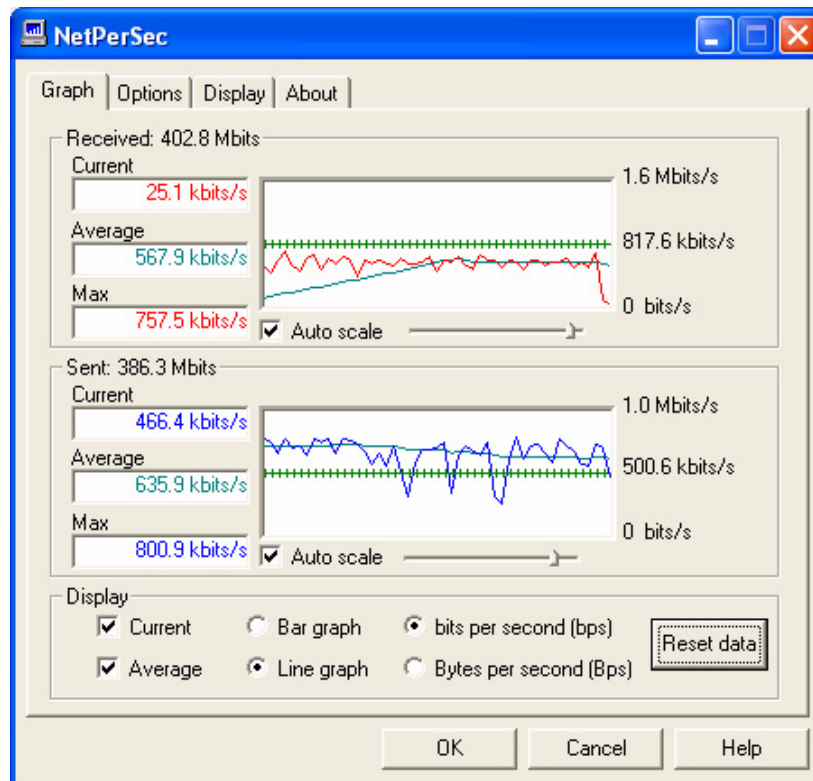 NetPerSec
Graph Options Display About
Received: 402.8 Mbits
Current
25.1 kbits/s
Average
567.9 kbits/s
Max
757.5 kbits/s
1.6 Mbits/s
817.6 kbits/s
0 bits/s
Auto scale
Sent: 386.3 Mbits
Current
466.4 kbits/s
Average
635.9 kbits/s
Max
800.9 kbits/s
1.0 Mbits/s
500.6 kbits/s
0 bits/s
Auto scale
Display
Current Bar graph bits per second (bps)
Average Line graph Bytes per second (Bps)
Reset data
OK Cancel Help